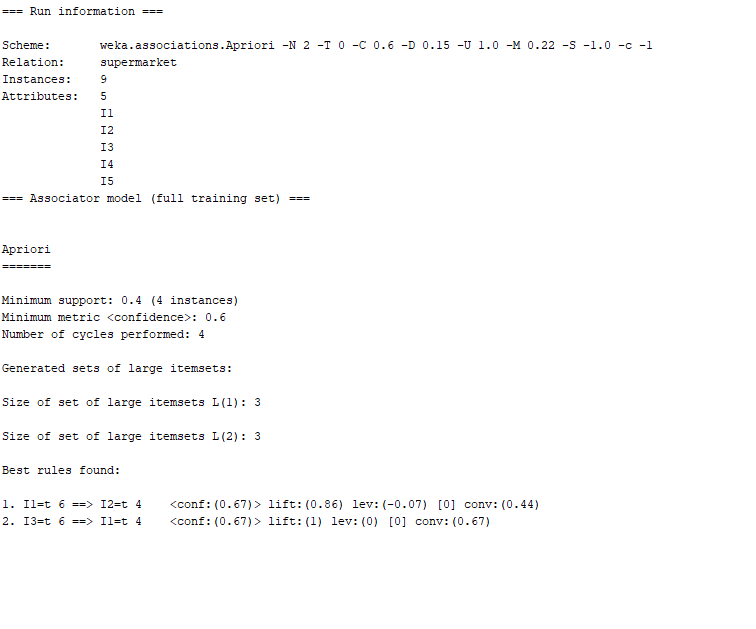 === Run information ===
Scheme: weka.associations.Apriori -N 2 -T 0 -C 0.6 -D 0.15 -U 1.0 -M 0.22 -S -1.0 -c -1
Relation: supermarket
Instances: 9
Attributes: 5
I1
I2
I3
I4
I5
=== Associator model (full training set) ===
Apriori
=======
Minimum support: 0.4 (4 instances)
Minimum metric <confidence>: 0.6
Number of cycles performed: 4
Generated sets of large itemsets:
Size of set of large itemsets L(1): 3
Size of set of large itemsets L(2): 3
Best rules found:
1. I1=t 6 ==> I2=t 4 <conf:(0.67)> lift:(0.86) lev:(-0.07) [0] conv:(0.44)
2. I3=t 6 ==> I1=t 4 <conf:(0.67)> lift:(1) lev:(0) [0] conv:(0.67)